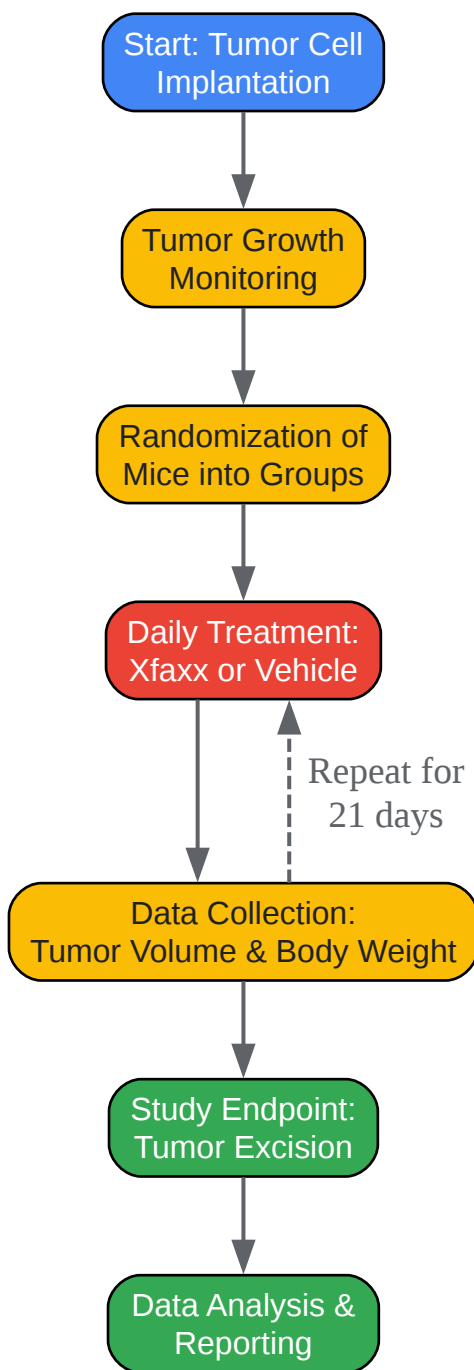 Start: Tumor Cell
Implantation
Tumor Growth
Monitoring
Randomization of
Mice into Groups
Daily Treatment:
Xfaxx or Vehicle
Repeat for
21 days
Data Collection:
Tumor Volume & Body Weight
Study Endpoint:
Tumor Excision
Data Analysis &
Reporting